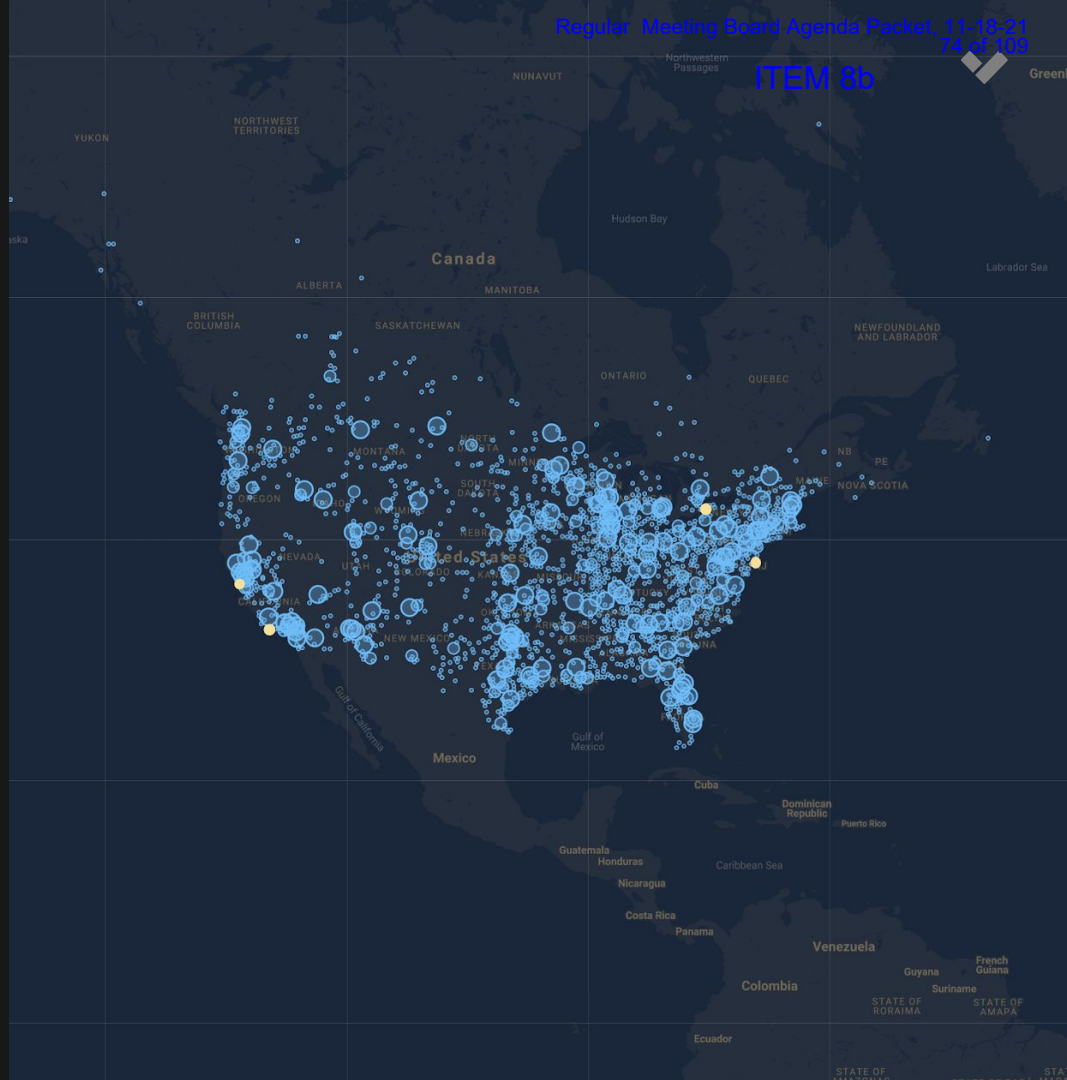 Regular Meeting Board Agenda Packet, 11-18-21
74 of 109
ITEM 8b
Northwestern
Passages
Greenl
NUNAVUT
NORTHWEST
TERRITORIES
YUKON
Hudson Bay
aska
Canada
Labrador Sea
ALBERTA
MANITOBA
BRITISH
COLUMBIA
SASKATCHEWAN
NEWFOUNDLAND
AND LABRADOR
ONTARIO
QUEBEC
NORTH
MONTANA
NB
PE
SOUTH
DAKOTA
MAINE
NOVA SCOTIA
OREGON
NEVADA
United States
UTAH
COLORADO
CALIFORNIA
NEW MEXICO
Gulf of California
Gulf of
Mexico
Mexico
Cuba
Dominican
Republic
Puerto Rico
Guatemala
Honduras
Caribbean Sea
Nicaragua
Costa Rica
Panama
Venezuela
French
Guiana
Guyana
Colombia
Suriname
STATE OF
RORAIMA
STATE OF
AMAPÁ
Ecuador
STATE OF